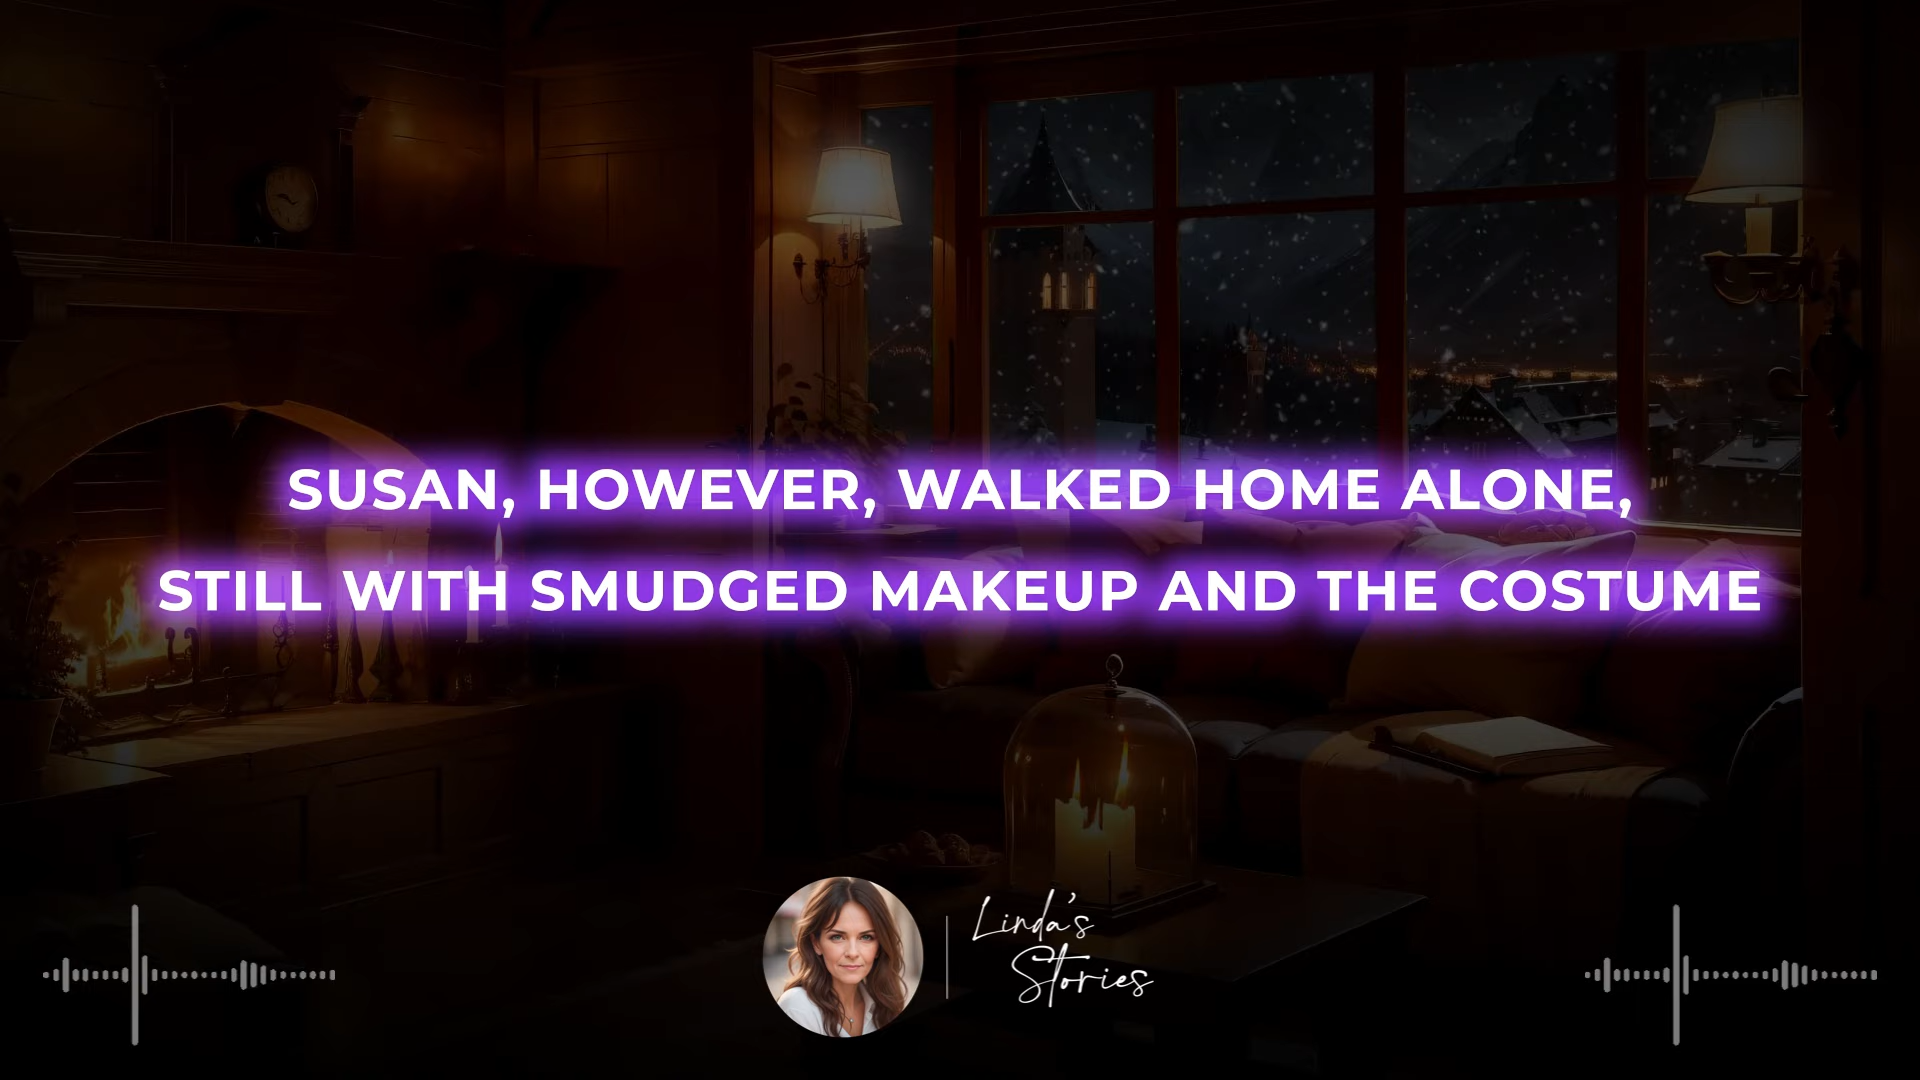 SUSAN, HOWEVER, WALKED HOME ALONE,
STILL WITH SMUDGED MAKEUP AND THE COSTUME
Linda's
Stories